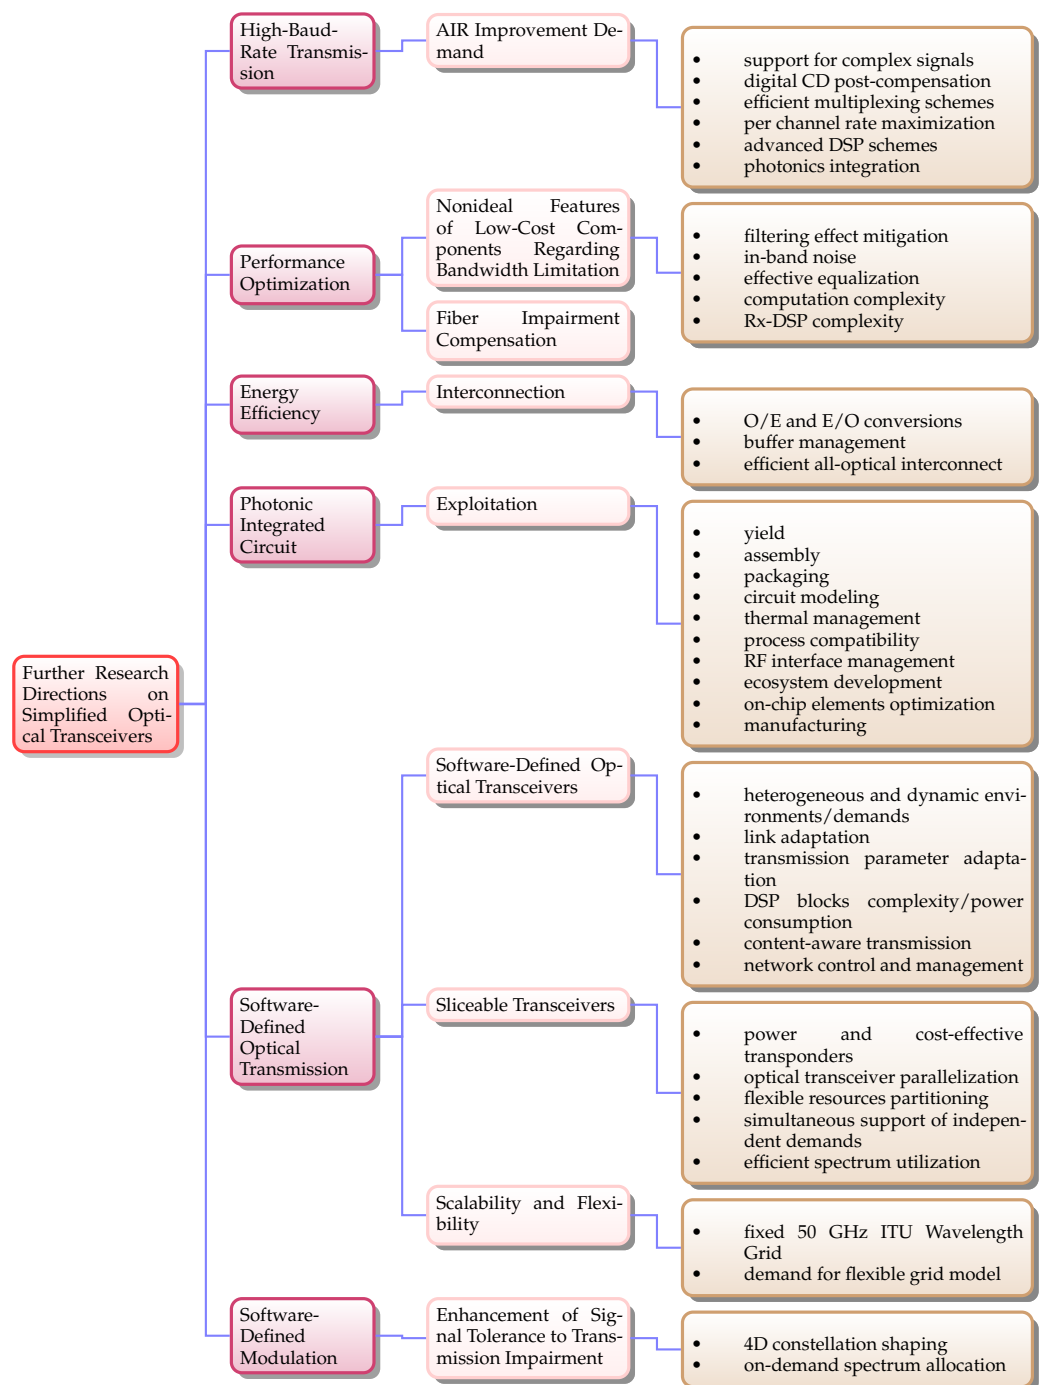 High-Baud-
Rate Transmis-
sion
AIR Improvement De-
mand
• support for complex signals
• digital CD post-compensation
• efficient multiplexing schemes
• per channel rate maximization
• advanced DSP schemes
• photonics integration
Performance
Optimization
Nonideal Features
of Low-Cost Com-
ponents Regarding
Bandwidth Limitation
Fiber Impairment
Compensation
• filtering effect mitigation
• in-band noise
• effective equalization
• computation complexity
• Rx-DSP complexity
Energy
Efficiency
Interconnection
• O/E and E/O conversions
• buffer management
• efficient all-optical interconnect
Photonic
Integrated
Circuit
Exploitation
• yield
• assembly
• packaging
• circuit modeling
• thermal management
• process compatibility
• RF interface management
• ecosystem development
• on-chip elements optimization
• manufacturing
Further Research
Directions on
Simplified Opti-
cal Transceivers
Software-
Defined
Optical
Transmission
Software-Defined Op-
tical Transceivers
• heterogeneous and dynamic envi-
ronments/demands
• link adaptation
• transmission parameter adapta-
tion
• DSP blocks complexity/power
consumption
• content-aware transmission
• network control and management
Sliceable Transceivers
• power and cost-effective
transponders
• optical transceiver parallelization
• flexible resources partitioning
• simultaneous support of indepen-
dent demands
• efficient spectrum utilization
Scalability and Flexi-
bility
• fixed 50 GHz ITU Wavelength
Grid
• demand for flexible grid model
Software-
Defined
Modulation
Enhancement of Sig-
nal Tolerance to Trans-
mission Impairment
• 4D constellation shaping
• on-demand spectrum allocation